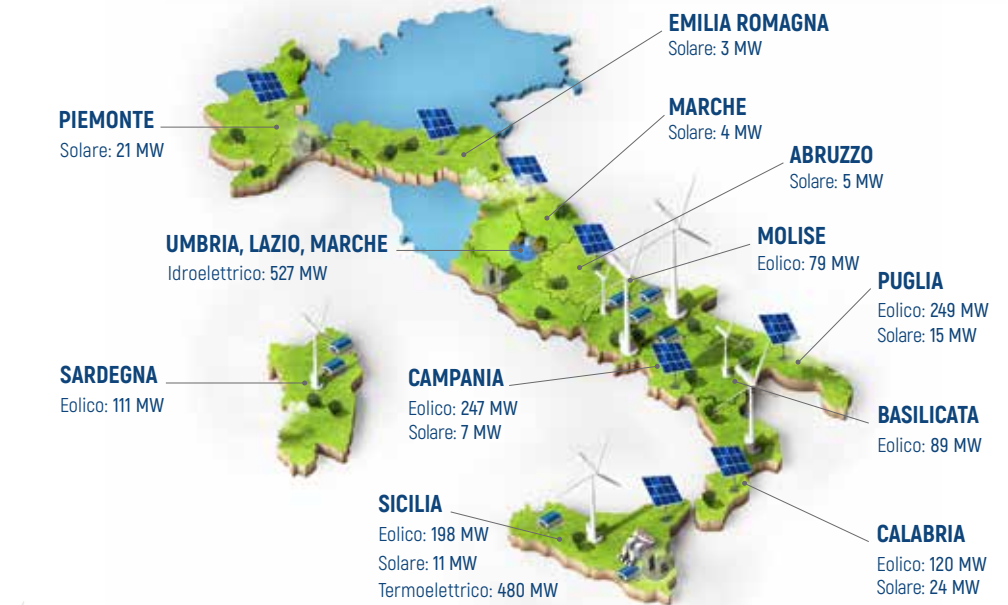 EMILIA ROMAGNA
Solare: 3 MW
PIEMONTE
Solare: 21 MW
MARCHE
Solare: 4 MW
ABRUZZO
Solare: 5 MW
UMBRIA, LAZIO, MARCHE
Idroelettrico: 527 MW
MOLISE
Eolico: 79 MW
PUGLIA
Eolico: 249 MW
Solare: 15 MW
SARDEGNA
Eolico: 111 MW
CAMPANIA
Eolico: 247 MW
Solare: 7 MW
BASILICATA
Eolico: 89 MW
SICILIA
Eolico: 198 MW
Solare: 11 MW
Termoelettrico: 480 MW
CALABRIA
Eolico: 120 MW
Solare: 24 MW